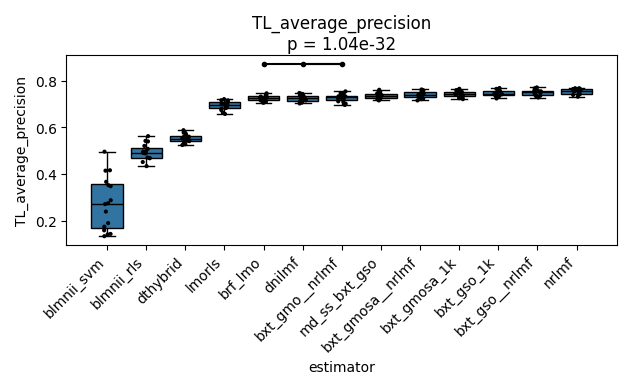 TL_average_precision
p = 1.04e-32
TL_average_precision
0.8
0.6
0.4
0.2
blmnii_svm
blmnii_rls
dthybrid
lmorls
brf_lmo
dnilmf
bxt_gmo__nrlmf
md_ss_bxt_gso
bxt_gmosa__nrlmf
bxt_gmosa_1k
bxt_gso_1k
bxt_gso__nrlmf
nrlmf
estimator